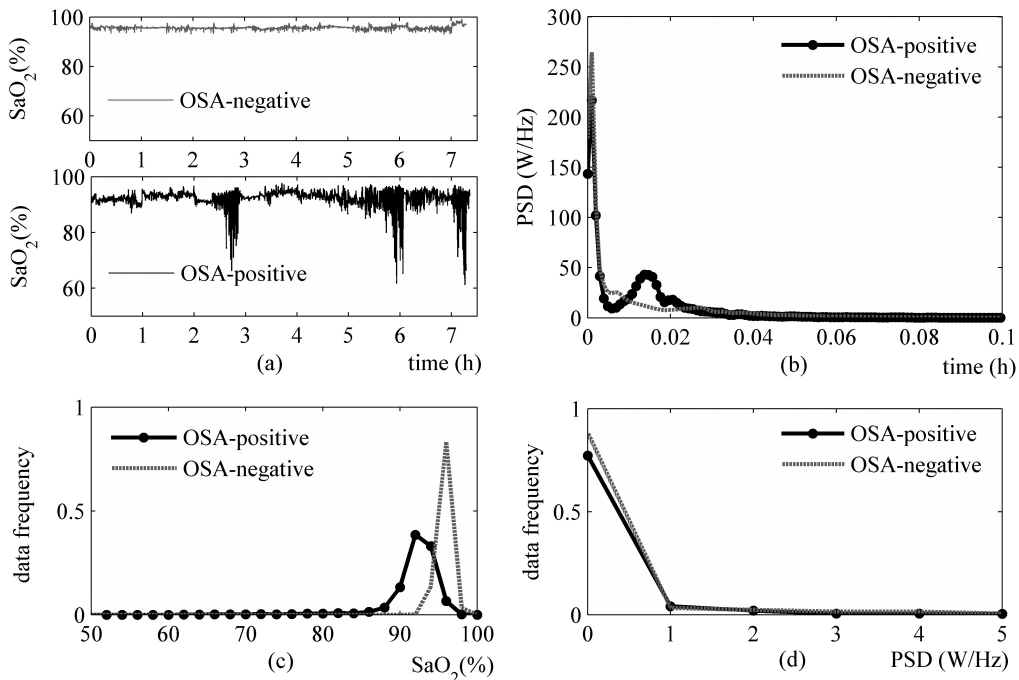 100
80
60
SaO2(%)
OSA-negative
0 1 2 3 4 5 6 7
100
80
60
SaO2(%)
OSA-positive
0 1 2 3 4 5 6 7
(a)
time (h)
300
250
200
150
100
50
0
PSD (W/Hz)
OSA-positive
OSA-negative
0 0.02 0.04 0.06 0.08 0.1
(b)
time (h)
1
0.5
0
data frequency
OSA-positive
OSA-negative
50 60 70 80 90 100
(c)
SaO2(%)
1
0.5
0
data frequency
OSA-positive
OSA-negative
0 1 2 3 4 5
(d)
PSD (W/Hz)